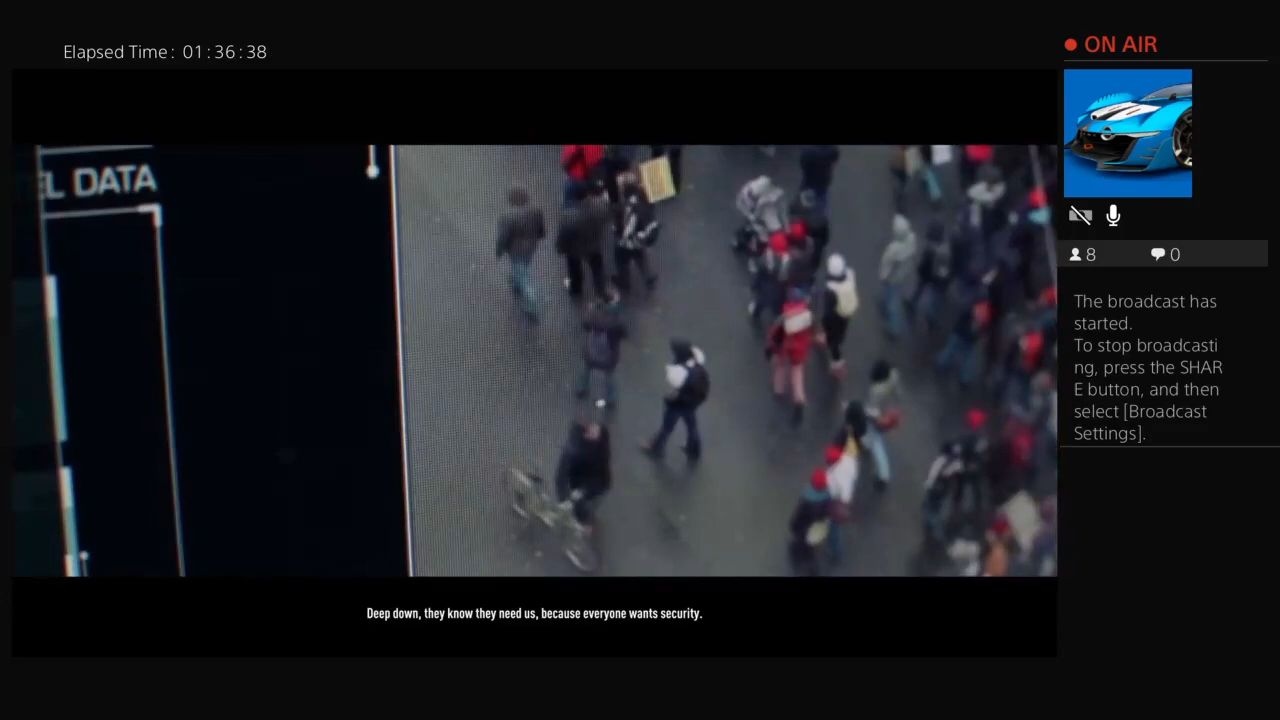 Elapsed Time: 01:36:38
ON AIR
EL DATA
8
0
The broadcast has
started.
To stop broadcasti
ng, press the SHAR
E button, and then
select [Broadcast
Settings].
Deep down, they know they need us, because everyone wants security.